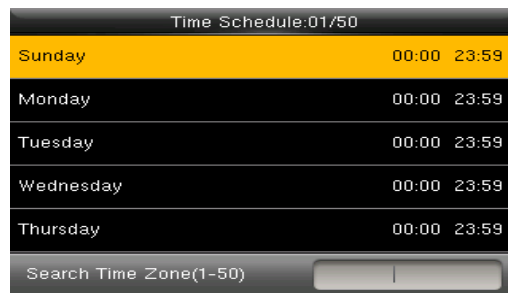 Time Schedule:01/50
Sunday 00:00 23:59
Monday 00:00 23:59
Tuesday 00:00 23:59
Wednesday 00:00 23:59
Thursday 00:00 23:59
Search Time Zone(1-50)